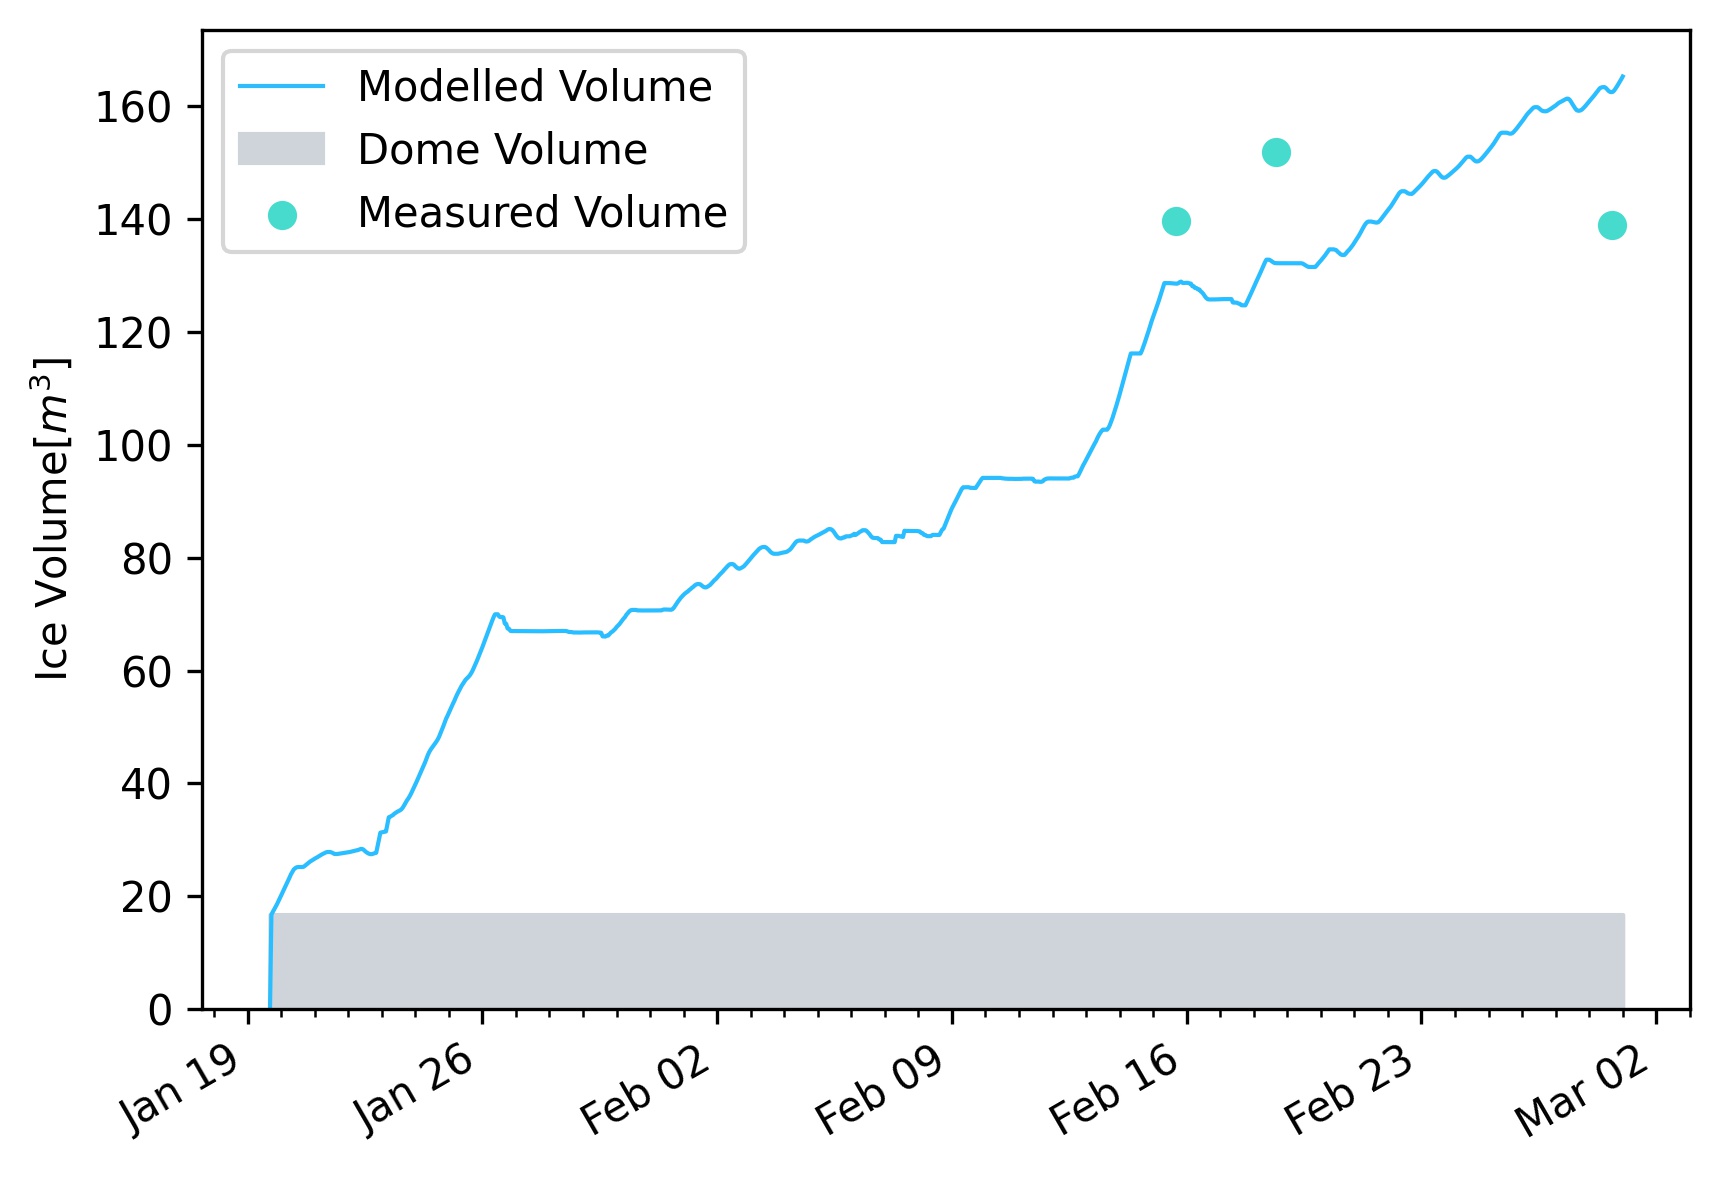 Modelled Volume
Dome Volume
Measured Volume
Ice Volume[m³]
160
140
120
100
80
60
40
20
0
Jan 19
Jan 26
Feb 02
Feb 09
Feb 16
Feb 23
Mar 02